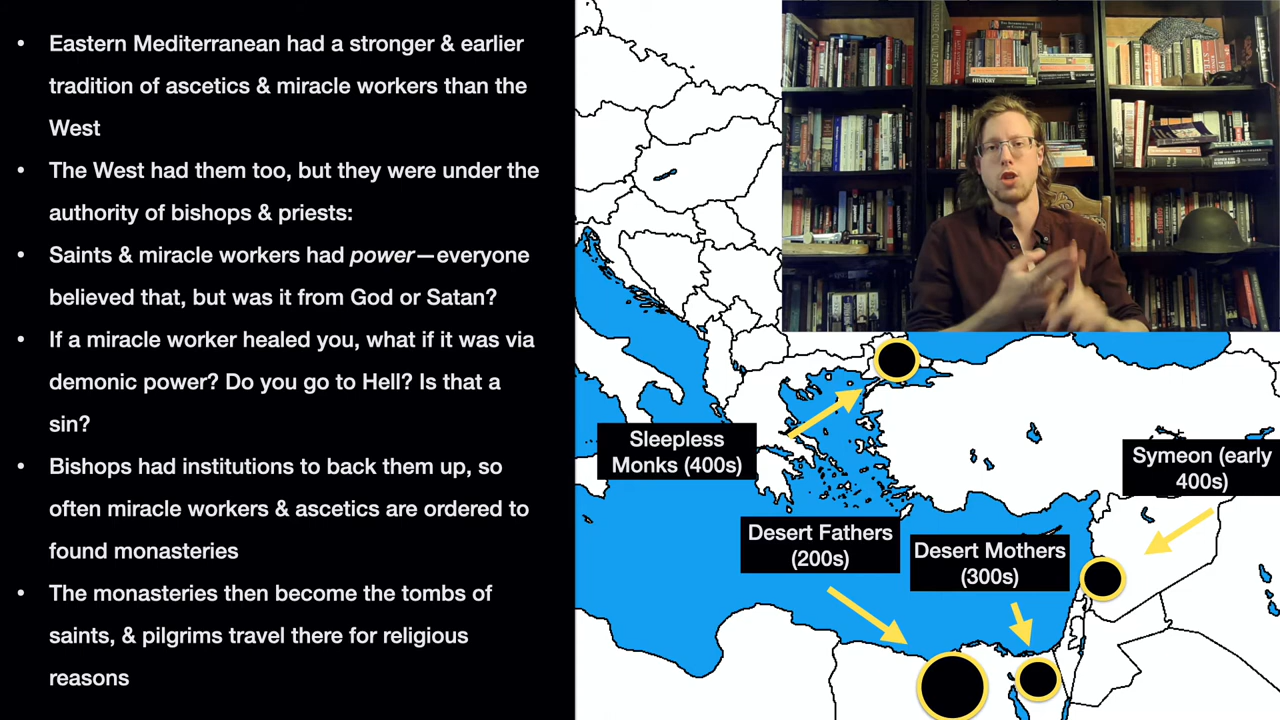 • Eastern Mediterranean had a stronger & earlier
tradition of ascetics & miracle workers than the
West
• The West had them too, but they were under the
authority of bishops & priests:
• Saints & miracle workers had power—everyone
believed that, but was it from God or Satan?
• If a miracle worker healed you, what if it was via
demonic power? Do you go to Hell? Is that a
sin?
• Bishops had institutions to back them up, so
often miracle workers & ascetics are ordered to
found monasteries
• The monasteries then become the tombs of
saints, & pilgrims travel there for religious
reasons
HISTORY
Sleepless
Monks (400s)
Symeon (early
400s)
Desert Fathers
(200s)
Desert Mothers
(300s)